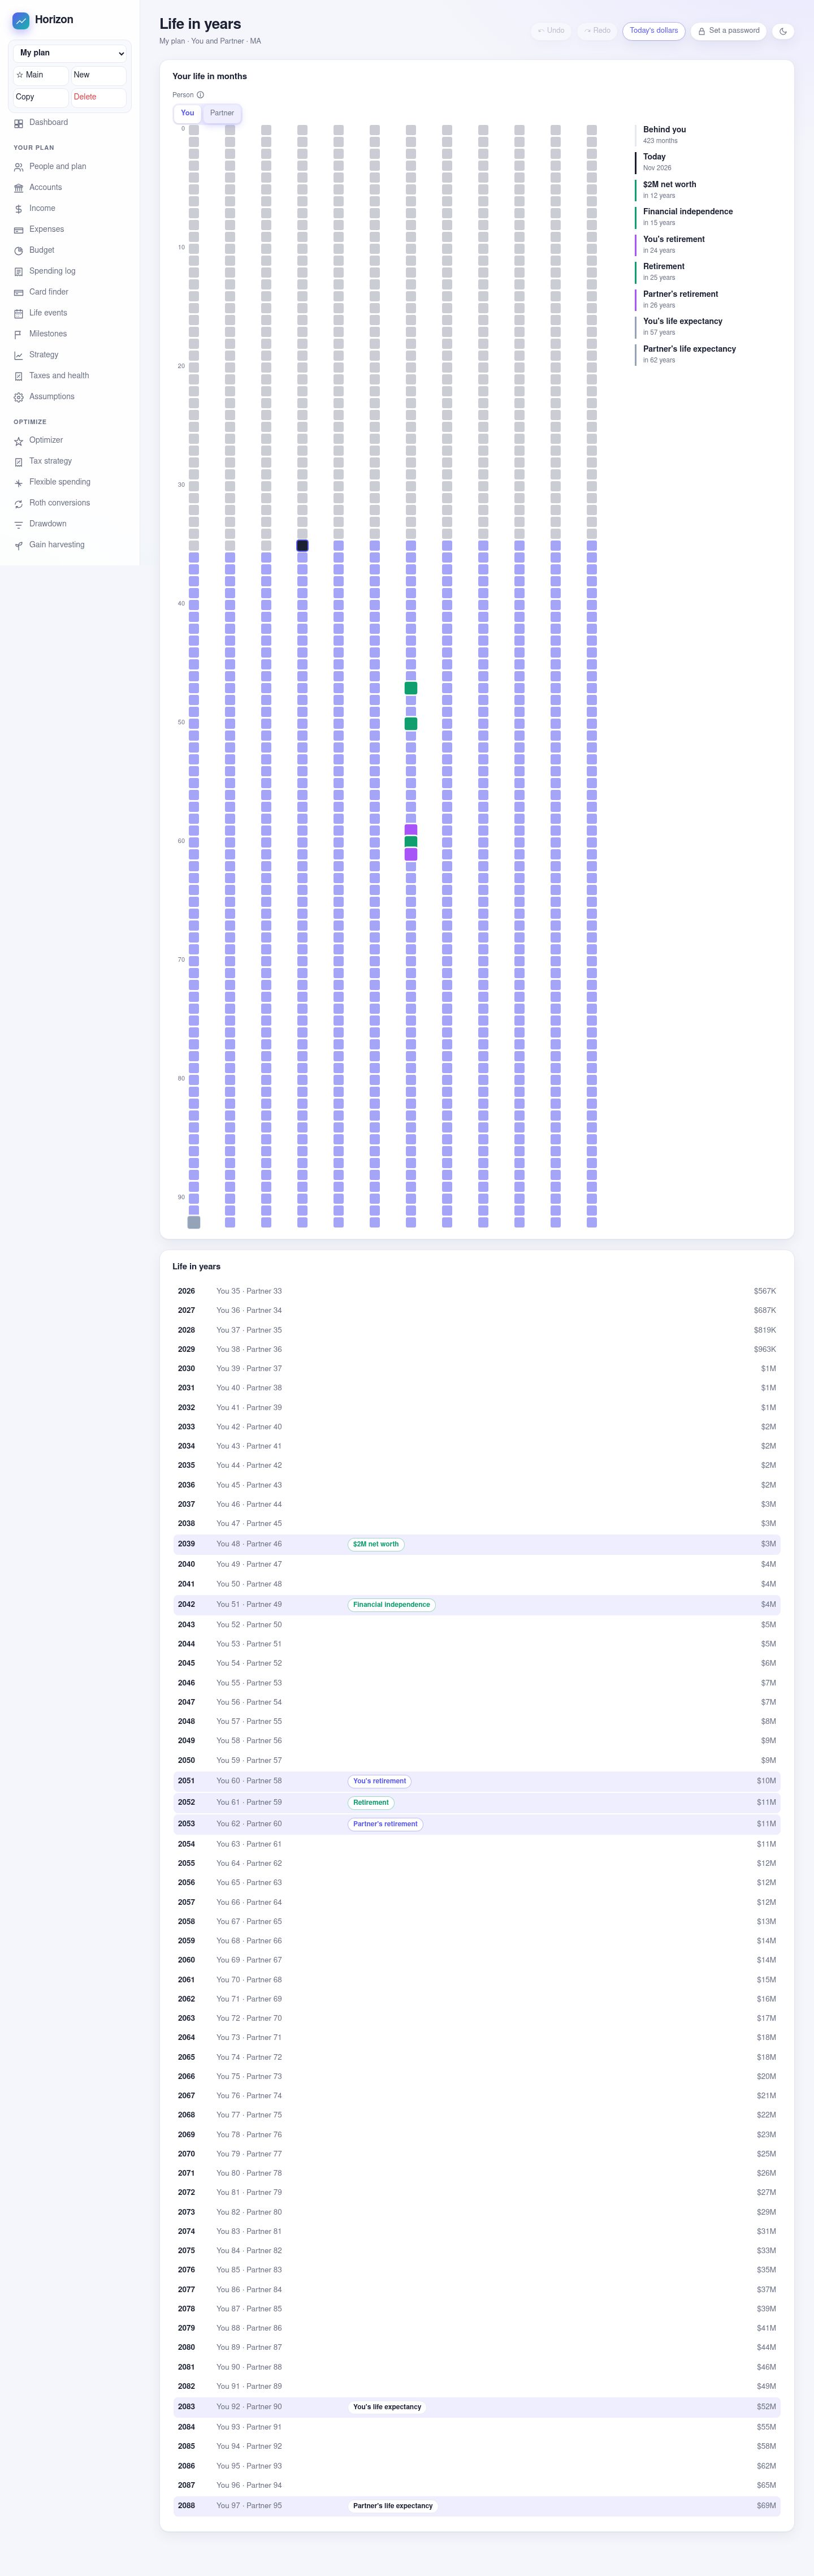 Horizon
My plan
☆ Main
New
Copy
Delete
Dashboard
YOUR PLAN
People and plan
Accounts
Income
Expenses
Budget
Spending log
Card finder
Life events
Milestones
Strategy
Taxes and health
Assumptions
OPTIMIZE
Optimizer
Tax strategy
Flexible spending
Roth conversions
Drawdown
Gain harvesting
Life in years
My plan · You and Partner · MA
Undo
Redo
Today's dollars
Set a password
Your life in months
Person
You
Partner
0
10
20
30
40
50
60
70
80
90
Behind you
423 months
Today
Nov 2026
$2M net worth
in 12 years
Financial independence
in 15 years
You's retirement
in 24 years
Retirement
in 25 years
Partner's retirement
in 26 years
You's life expectancy
in 57 years
Partner's life expectancy
in 62 years
Life in years
2026 You 35 · Partner 33 $567K
2027 You 36 · Partner 34 $687K
2028 You 37 · Partner 35 $819K
2029 You 38 · Partner 36 $963K
2030 You 39 · Partner 37 $1M
2031 You 40 · Partner 38 $1M
2032 You 41 · Partner 39 $1M
2033 You 42 · Partner 40 $2M
2034 You 43 · Partner 41 $2M
2035 You 44 · Partner 42 $2M
2036 You 45 · Partner 43 $2M
2037 You 46 · Partner 44 $3M
2038 You 47 · Partner 45 $3M
2039 You 48 · Partner 46 $2M net worth $3M
2040 You 49 · Partner 47 $4M
2041 You 50 · Partner 48 $4M
2042 You 51 · Partner 49 Financial independence $4M
2043 You 52 · Partner 50 $5M
2044 You 53 · Partner 51 $5M
2045 You 54 · Partner 52 $6M
2046 You 55 · Partner 53 $7M
2047 You 56 · Partner 54 $7M
2048 You 57 · Partner 55 $8M
2049 You 58 · Partner 56 $9M
2050 You 59 · Partner 57 $9M
2051 You 60 · Partner 58 You's retirement $10M
2052 You 61 · Partner 59 Retirement $11M
2053 You 62 · Partner 60 Partner's retirement $11M
2054 You 63 · Partner 61 $11M
2055 You 64 · Partner 62 $12M
2056 You 65 · Partner 63 $12M
2057 You 66 · Partner 64 $12M
2058 You 67 · Partner 65 $13M
2059 You 68 · Partner 66 $14M
2060 You 69 · Partner 67 $14M
2061 You 70 · Partner 68 $15M
2062 You 71 · Partner 69 $16M
2063 You 72 · Partner 70 $17M
2064 You 73 · Partner 71 $18M
2065 You 74 · Partner 72 $18M
2066 You 75 · Partner 73 $20M
2067 You 76 · Partner 74 $21M
2068 You 77 · Partner 75 $22M
2069 You 78 · Partner 76 $23M
2070 You 79 · Partner 77 $25M
2071 You 80 · Partner 78 $26M
2072 You 81 · Partner 79 $27M
2073 You 82 · Partner 80 $29M
2074 You 83 · Partner 81 $31M
2075 You 84 · Partner 82 $33M
2076 You 85 · Partner 83 $35M
2077 You 86 · Partner 84 $37M
2078 You 87 · Partner 85 $39M
2079 You 88 · Partner 86 $41M
2080 You 89 · Partner 87 $44M
2081 You 90 · Partner 88 $46M
2082 You 91 · Partner 89 $49M
2083 You 92 · Partner 90 You's life expectancy $52M
2084 You 93 · Partner 91 $55M
2085 You 94 · Partner 92 $58M
2086 You 95 · Partner 93 $62M
2087 You 96 · Partner 94 $65M
2088 You 97 · Partner 95 Partner's life expectancy $69M